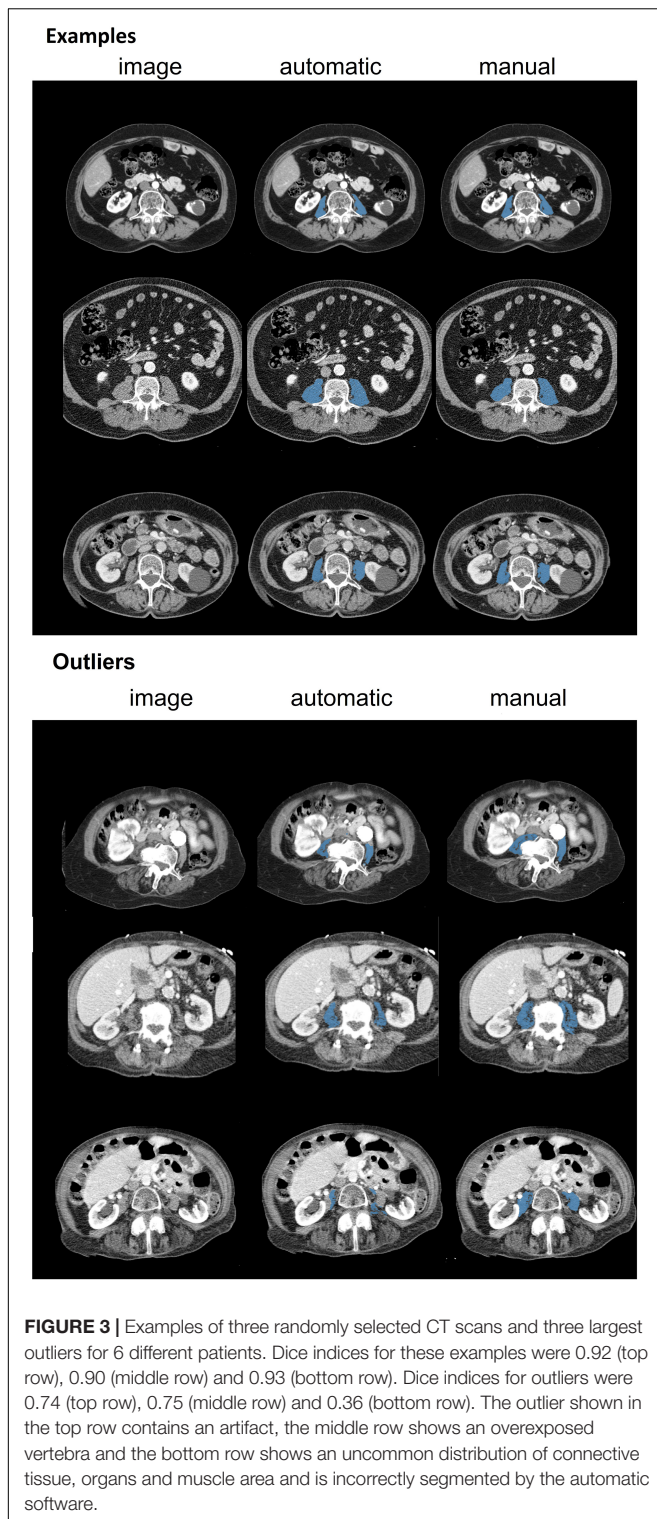 Examples
image automatic manual
Outliers
image automatic manual
FIGURE 3 | Examples of three randomly selected CT scans and three largest
outliers for 6 different patients. Dice indices for these examples were 0.92 (top
row), 0.90 (middle row) and 0.93 (bottom row). Dice indices for outliers were
0.74 (top row), 0.75 (middle row) and 0.36 (bottom row). The outlier shown in
the top row contains an artifact, the middle row shows an overexposed
vertebra and the bottom row shows an uncommon distribution of connective
tissue, organs and muscle area and is incorrectly segmented by the automatic
software.